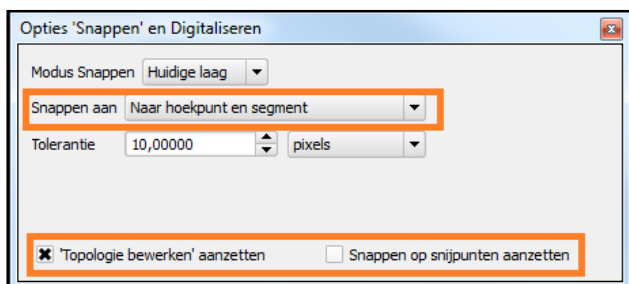 Opties 'Snappen' en Digitaliseren
Modus Snappen Huidige laag
Snappen aan Naar hoekpunt en segment
Tolerantie 10,00000 pixels
'Topologie bewerken' aanzetten Snappen op snijpunten aanzetten